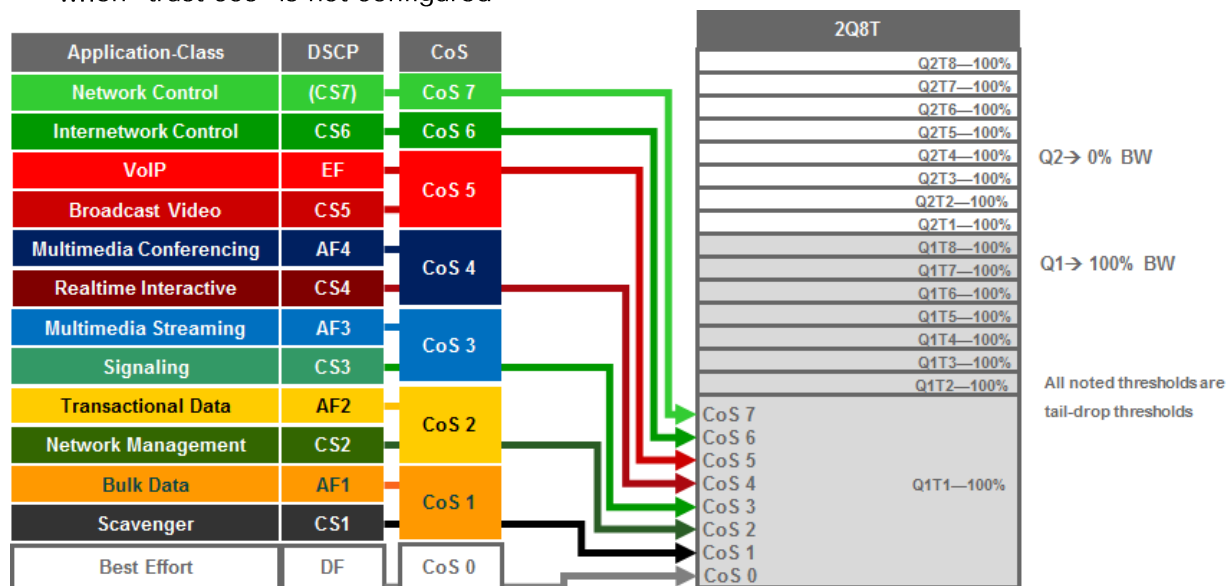 when "trust cos" is not configured
Application-Class DSCP CoS
Network Control (CS7) CoS 7
Internetwork Control CS6 CoS 6
VoIP EF
CoS 5
Broadcast Video CS5
Multimedia Conferencing AF4
CoS 4
Realtime Interactive CS4
Multimedia Streaming AF3
CoS 3
Signaling CS3
Transactional Data AF2
CoS 2
Network Management CS2
Bulk Data AF1
CoS 1
Scavenger CS1
Best Effort DF CoS 0
2Q8T
Q2T8—100%
Q2T7—100%
Q2T6—100%
Q2T5—100%
Q2T4—100%
Q2T3—100%
Q2T2—100%
Q2T1—100%
Q1T8—100%
Q1T7—100%
Q1T6—100%
Q1T5—100%
Q1T4—100%
Q1T3—100%
Q1T2—100%
CoS 7
CoS 6
CoS 5
CoS 4
Q1T1—100%
CoS 3
CoS 2
CoS 1
CoS 0
Q2→ 0% BW
Q1→ 100% BW
All noted thresholds are
tail-drop thresholds